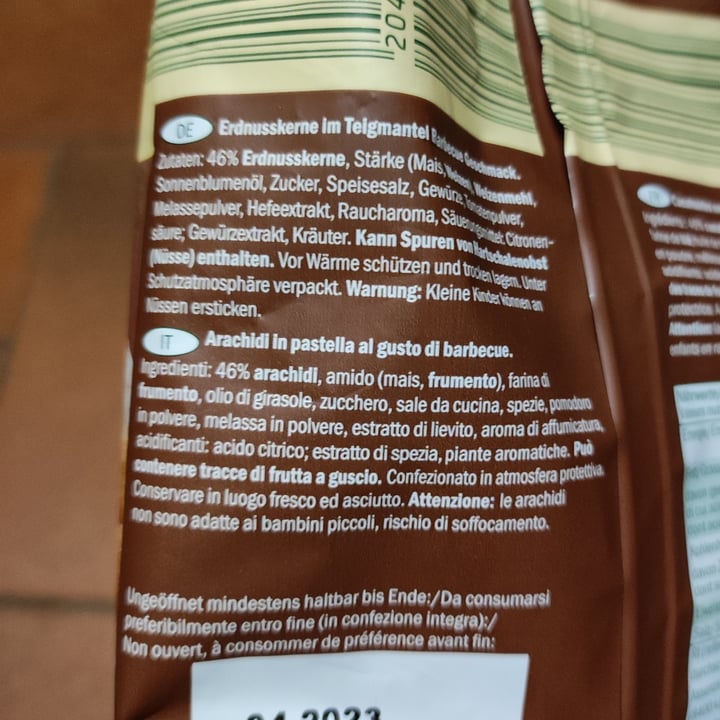 204
DE Erdnusskerne im Teigmantel Barbecue Geschmack.
Zutaten: 46% Erdnusskerne, Stärke (Mais, Weizen), Weizenmehl,
Sonnenblumenöl, Zucker, Speisesalz, Gewürze, Tomatenpulver,
Melassepulver, Hefeextrakt, Raucharoma, Säuerungsmittel: Citronen-
säure; Gewürzextrakt, Kräuter. Kann Spuren von Hartschalenobst
(Nüsse) enthalten. Vor Wärme schützen und trocken lagern. Unter
Schutzatmosphäre verpackt. Warnung: Kleine Kinder können an
Nüssen ersticken.
IT Arachidi in pastella al gusto di barbecue.
Ingredienti: 46% arachidi, amido (mais, frumento), farina di
frumento, olio di girasole, zucchero, sale da cucina, spezie, pomodoro
in polvere, melassa in polvere, estratto di lievito, aroma di affumicatura,
acidificanti: acido citrico; estratto di spezia, piante aromatiche. Può
contenere tracce di frutta a guscio. Confezionato in atmosfera protettiva.
Conservare in luogo fresco ed asciutto. Attenzione: le arachidi
non sono adatte ai bambini piccoli, rischio di soffocamento.
Ungeöffnet mindestens haltbar bis Ende:/Da consumarsi
preferibilmente entro fine (in confezione integra):/
Non ouvert, à consommer de préférence avant fin:
04.2023